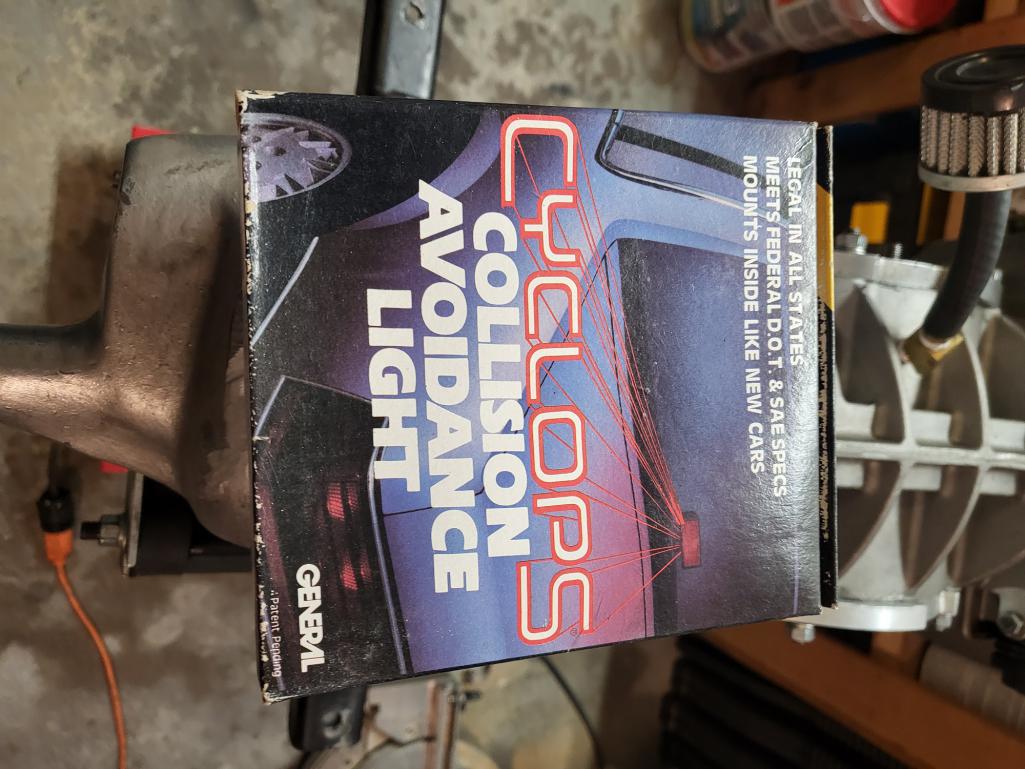 LEGAL IN ALL STATES
MEETS FEDERAL D.O.T. & SAE SPECS
MOUNTS INSIDE LIKE NEW CARS
CYCLOPS®
COLLISION
AVOIDANCE
LIGHT
GENERAL
Patent Pending